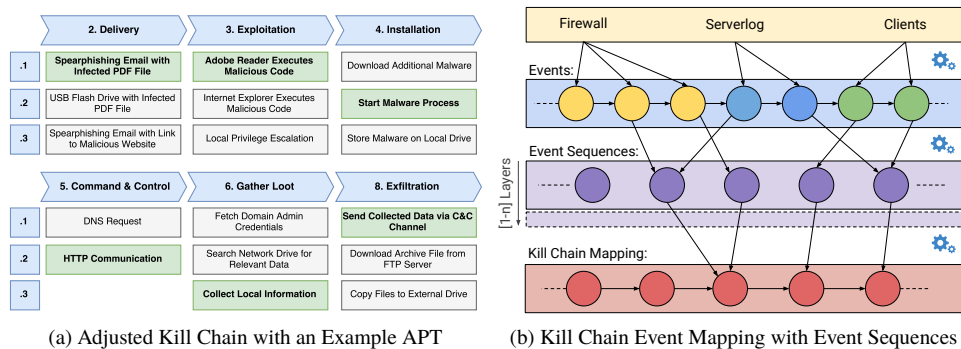 2. Delivery
3. Exploitation
4. Installation
.1
Spearphishing Email with
Infected PDF File
Adobe Reader Executes
Malicious Code
Download Additional Malware
.2
USB Flash Drive with Infected
PDF File
Internet Explorer Executes
Malicious Code
Start Malware Process
.3
Spearphishing Email with Link
to Malicious Website
Local Privilege Escalation
Store Malware on Local Drive
5. Command & Control
6. Gather Loot
8. Exfiltration
.1
DNS Request
Fetch Domain Admin
Credentials
Send Collected Data via C&C
Channel
.2
HTTP Communication
Search Network Drive for
Relevant Data
Download Archive File from
FTP Server
.3
Collect Local Information
Copy Files to External Drive
(a) Adjusted Kill Chain with an Example APT
Firewall
Serverlog
Clients
Events:
Event Sequences:
[1-n] Layers
Kill Chain Mapping:
(b) Kill Chain Event Mapping with Event Sequences